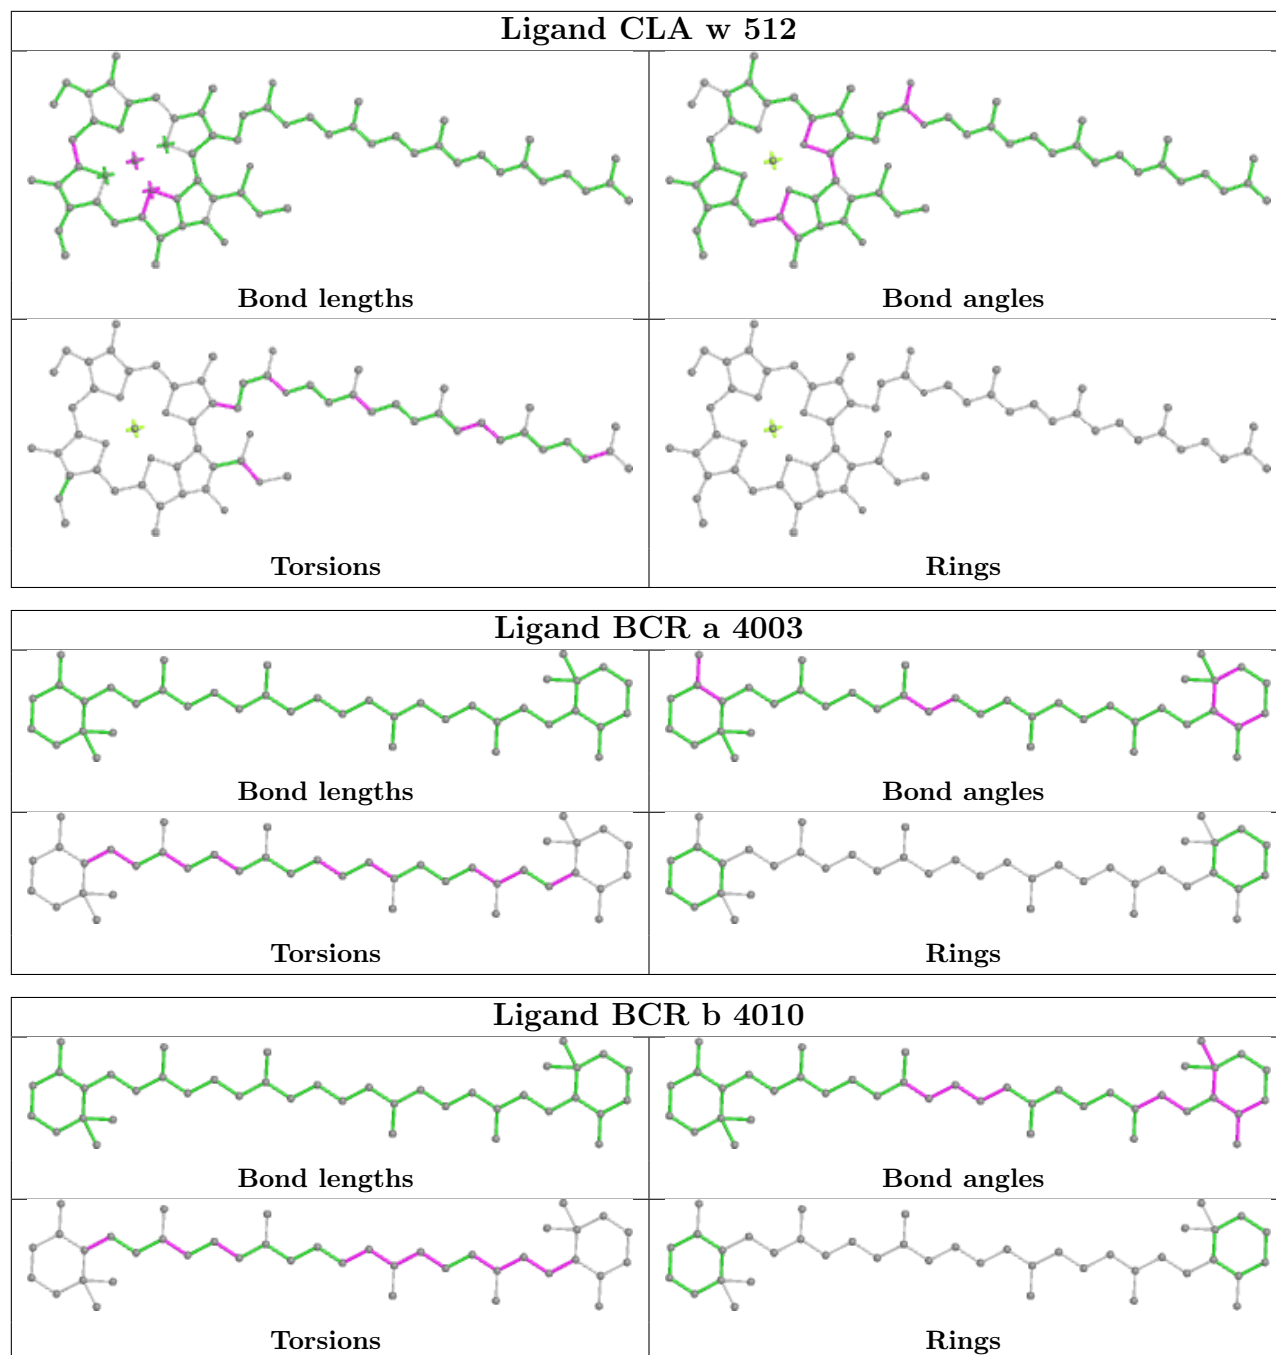 Ligand CLA w 512
Bond lengths
Bond angles
Torsions
Rings
Ligand BCR a 4003
Bond lengths
Bond angles
Torsions
Rings
Ligand BCR b 4010
Bond lengths
Bond angles
Torsions
Rings